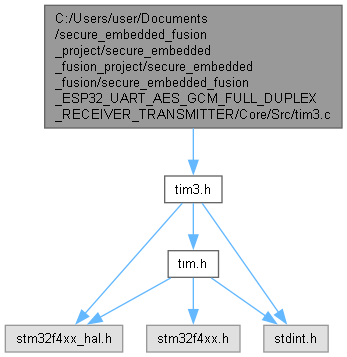 C:/Users/user/Documents
/secure_embedded_fusion
_project/secure_embedded
_fusion_project/secure_embedded
_fusion/secure_embedded_fusion
_ESP32_UART_AES_GCM_FULL_DUPLEX
_RECEIVER_TRANSMITTER/Core/Src/tim3.c
tim3.h
tim.h
stm32f4xx_hal.h
stm32f4xx.h
stdint.h